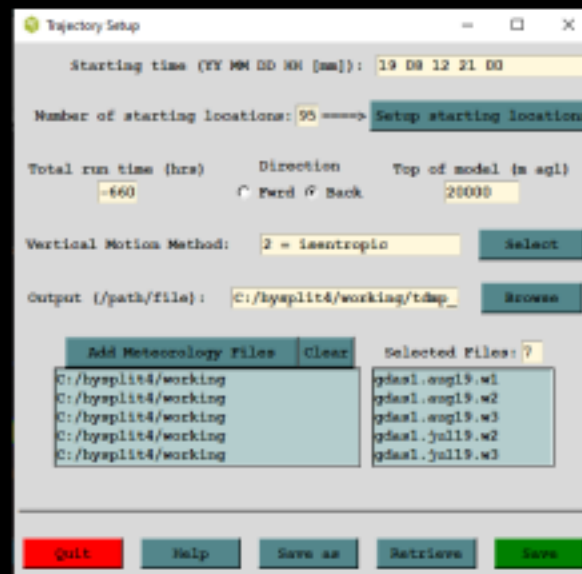 Trajectory Setup
Starting time (YY MM DD HH [mm]): 19 08 12 21 00
Number of starting locations: 95 ====> Setup starting location
Total run time (hrs) Direction Top of model (m agl)
-660 Fwrd Back 20000
Vertical Motion Method: 2 = isentropic Select
Output (/path/file): C:/hysplit4/working/tdmp_ Browse
Add Meteorology Files Clear Selected Files: 7
C:/hysplit4/working gdas1.aug19.w1
C:/hysplit4/working gdas1.aug19.w2
C:/hysplit4/working gdas1.aug19.w3
C:/hysplit4/working gdas1.jul19.w2
C:/hysplit4/working gdas1.jul19.w3
Quit Help Save as Retrieve Save